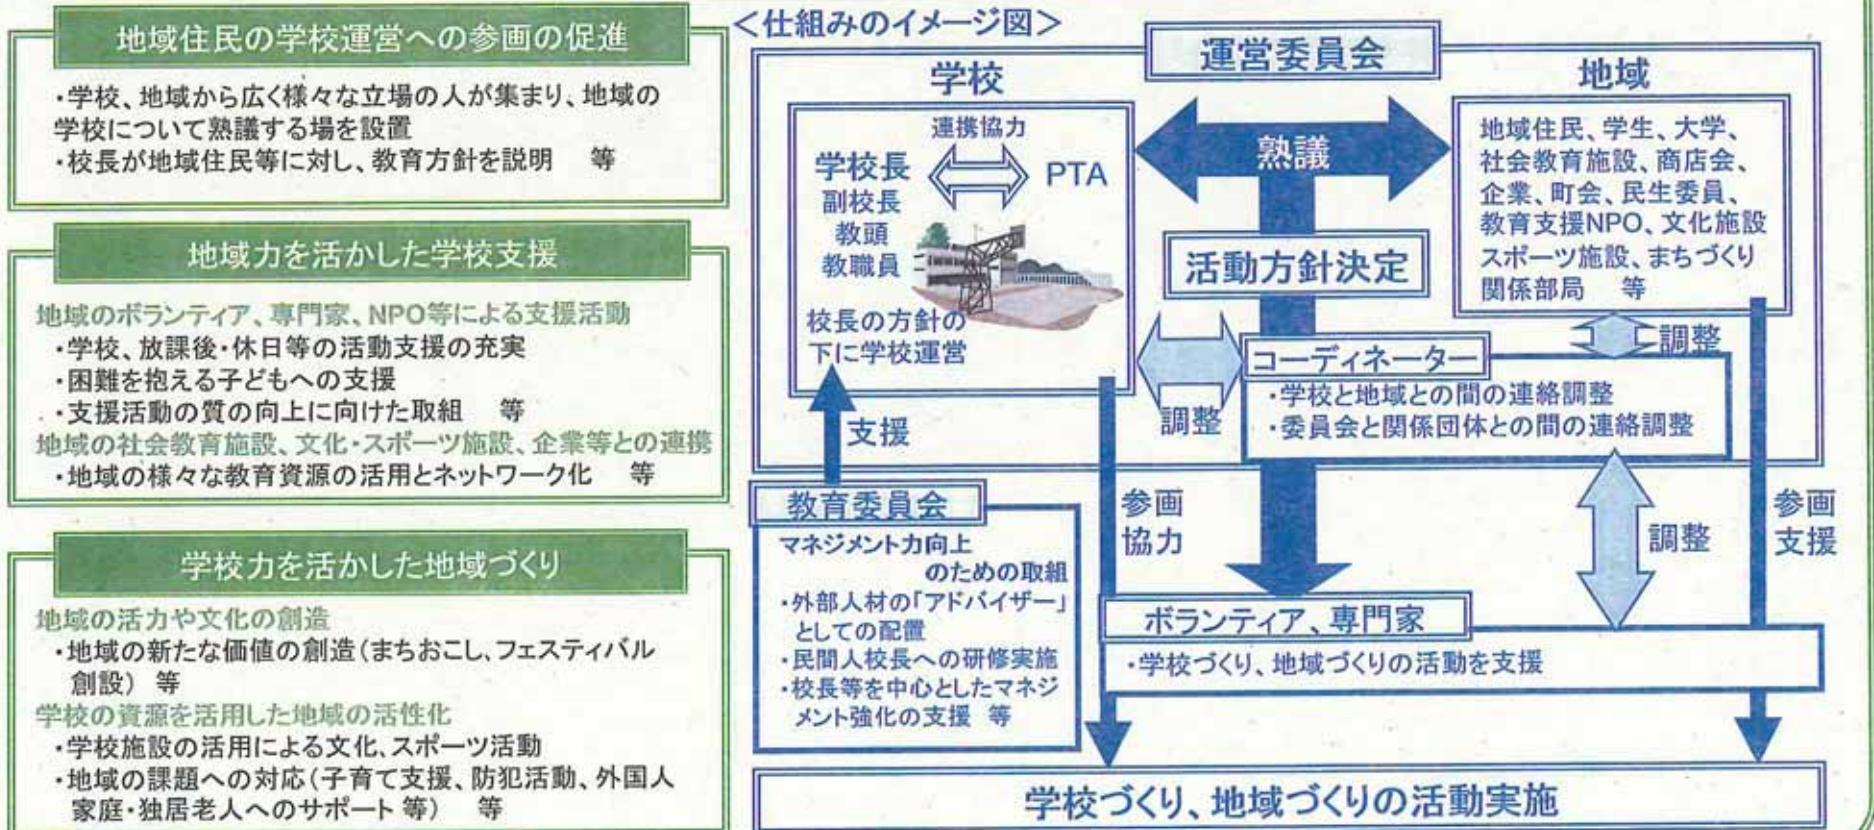 地域住民の学校運営への参画の促進
・学校、地域から広く様々な立場の人が集まり、地域の
学校について熟議する場を設置
・校長が地域住民等に対し、教育方針を説明　等
地域力を活かした学校支援
地域のボランティア、専門家、NPO等による支援活動
・学校、放課後・休日等の活動支援の充実
・困難を抱える子どもへの支援
・支援活動の質の向上に向けた取組　等
地域の社会教育施設、文化・スポーツ施設、企業等との連携
・地域の様々な教育資源の活用とネットワーク化　等
学校力を活かした地域づくり
地域の活力や文化の創造
・地域の新たな価値の創造（まちおこし、フェスティバル
創設）　等
学校の資源を活用した地域の活性化
・学校施設の活用による文化、スポーツ活動
・地域の課題への対応（子育て支援、防犯活動、外国人
家庭・独居老人へのサポート 等）　等
＜仕組みのイメージ図＞
運営委員会
学校
連携協力
学校長
副校長
教頭
教職員
PTA
校長の方針の
下に学校運営
熟議
活動方針決定
地域
地域住民、学生、大学、
社会教育施設、商店会、
企業、町会、民生委員、
教育支援NPO、文化施設
スポーツ施設、まちづくり
関係部局　等
調整
コーディネーター
・学校と地域との間の連絡調整
・委員会と関係団体との間の連絡調整
調整
支援
教育委員会
マネジメント力向上
のための取組
・外部人材の「アドバイザー」
としての配置
・民間人校長への研修実施
・校長等を中心としたマネジ
メント強化の支援　等
参画
協力
調整
参画
支援
ボランティア、専門家
・学校づくり、地域づくりの活動を支援
学校づくり、地域づくりの活動実施